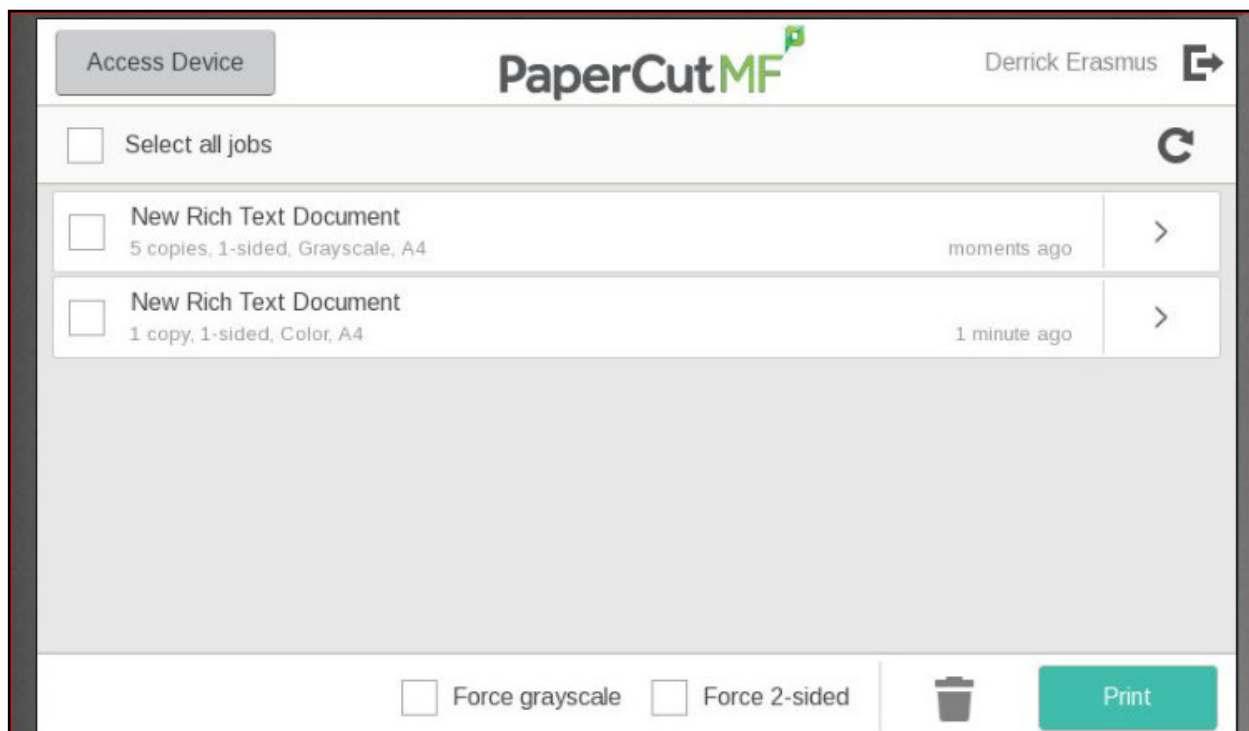 Access Device
PaperCutMF
Derrick Erasmus
Select all jobs
New Rich Text Document
5 copies, 1-sided, Grayscale, A4
moments ago
New Rich Text Document
1 copy, 1-sided, Color, A4
1 minute ago
Force grayscale
Force 2-sided
Print